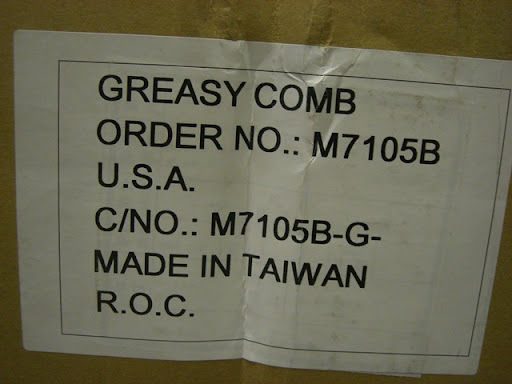 GREASY COMB
ORDER NO.: M7105B
U.S.A.
C/NO.: M7105B-G-
MADE IN TAIWAN
R.O.C.